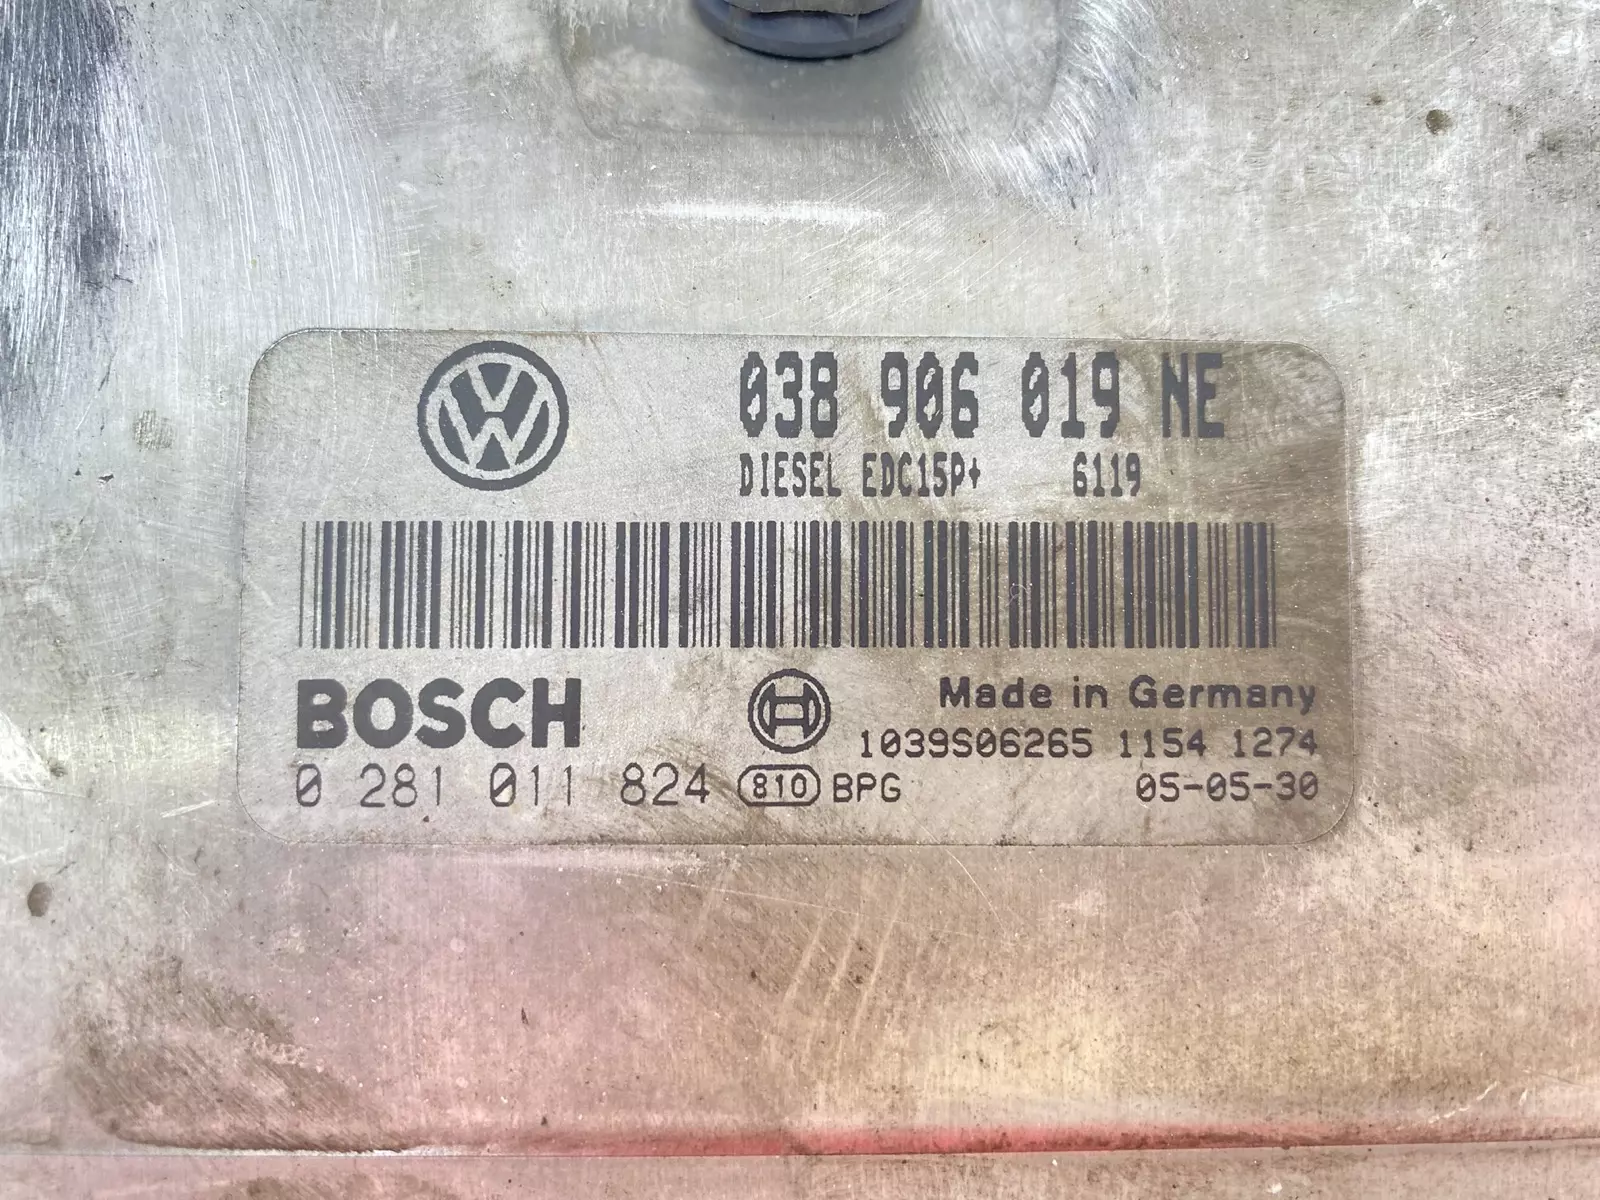 038 906 019 NE
DIESEL EDC15P+ 6119
BOSCH
Made in Germany
1039S06265 1154 1274
0 281 011 824 810 BPG 05-05-30